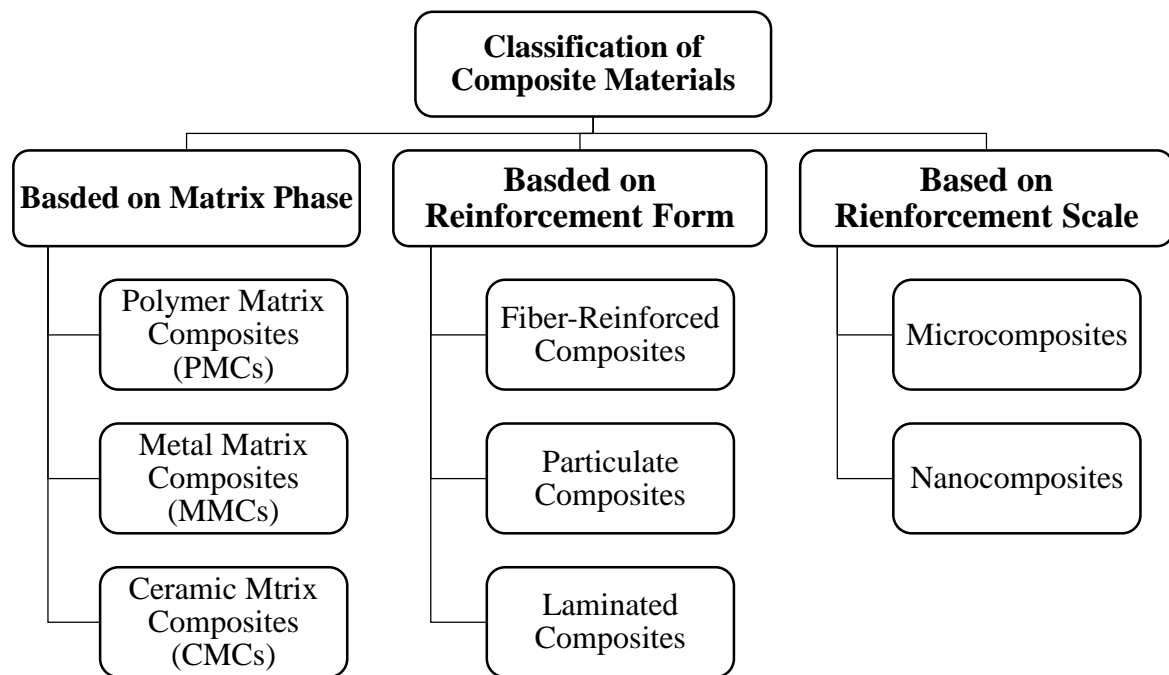 Classification of
Composite Materials
Basded on Matrix Phase
Polymer Matrix
Composites
(PMCs)
Metal Matrix
Composites
(MMCs)
Ceramic Mtrix
Composites
(CMCs)
Basded on
Reinforcement Form
Fiber-Reinforced
Composites
Particulate
Composites
Laminated
Composites
Based on
Rienforcement Scale
Microcomposites
Nanocomposites